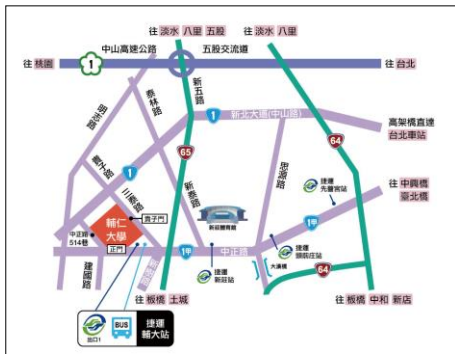 往 淡水 八里 五股
往 淡水 八里
中山高速公路
五股交流道
往 桃園
1
往 台北
新五路
泰林路
明志路
新北大道(中山路)
1
高架橋直達
台北車站
64
65
思源路
1
三泰路
新泰路
捷運
先嗇宮站
往 中興橋
臺北橋
輔仁
大學
貴子門
新莊體育館
1甲
中正路
514巷
正門
1甲
中正路
捷運
頭前庄站
大漢橋
建國路
捷運
新莊站
64
往 板橋 土城
往 板橋 中和 新店
出口1
BUS
捷運
輔大站